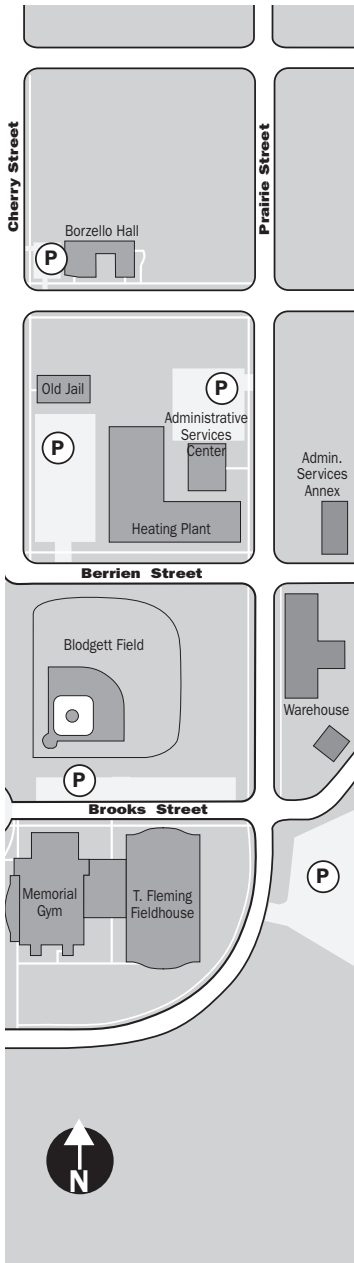 Cherry Street
Prairie Street
Borzello Hall
P
Old Jail
P
P
Administrative
Services
Center
Heating Plant
Admin.
Services
Annex
Berrien Street
Blodgett Field
Warehouse
P
Brooks Street
Memorial
Gym
T. Fleming
Fieldhouse
P
N